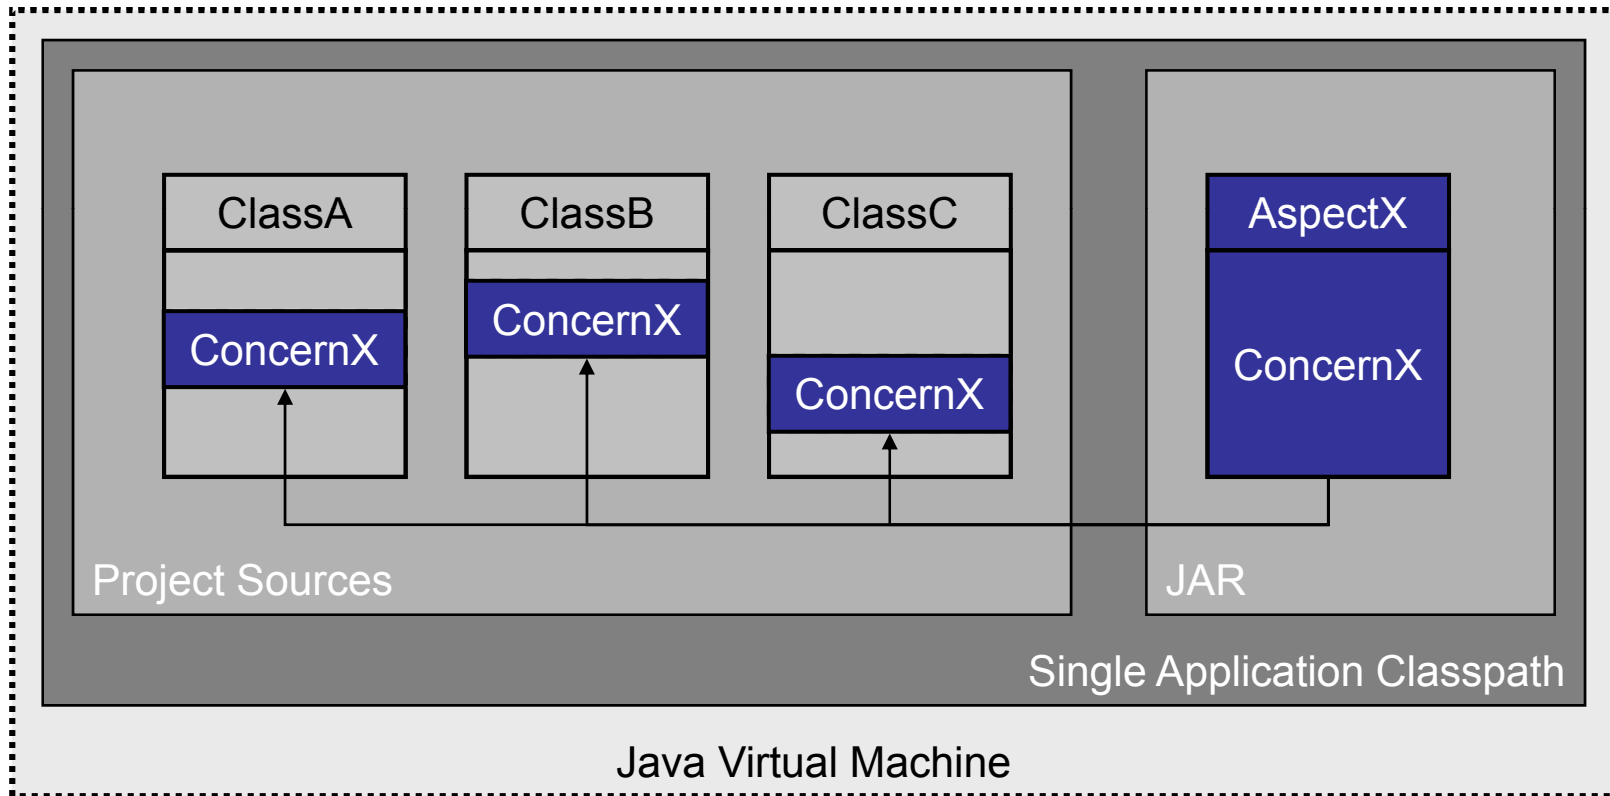 ClassA
ClassB
ClassC
AspectX
ConcernX
ConcernX
ConcernX
ConcernX
Project Sources
JAR
Single Application Classpath
Java Virtual Machine